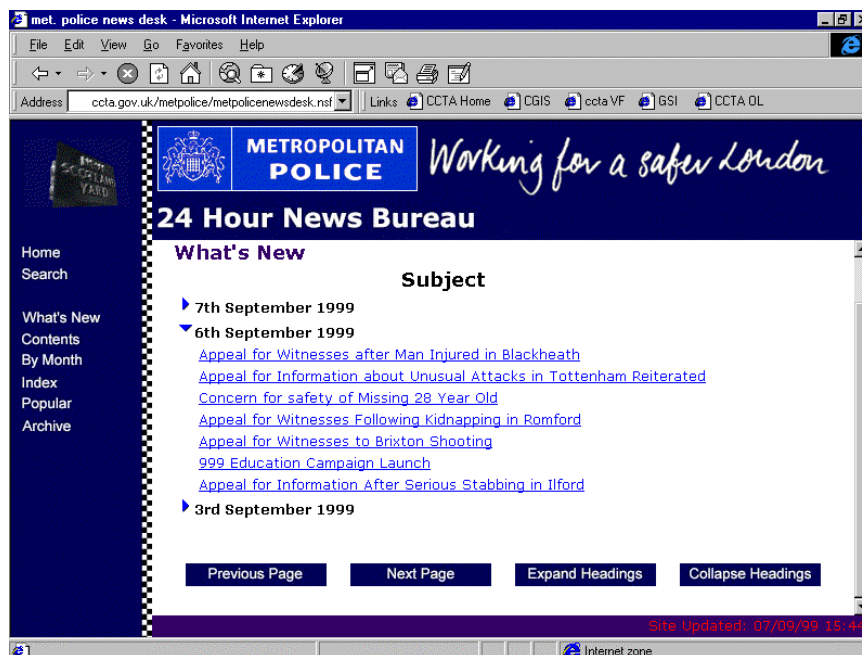 met. police news desk - Microsoft Internet Explorer
File Edit View Go Favorites Help
Address ccta.gov.uk/metpolice/metpolicenewsdesk.nsf Links CCTA Home CGIS ccta VF GSI CCTA OL
NEW
SCOTLAND
YARD
METROPOLITAN
POLICE
Working for a safer London
24 Hour News Bureau
Home
Search
What's New
Contents
By Month
Index
Popular
Archive
What's New
Subject
7th September 1999
6th September 1999
Appeal for Witnesses after Man Injured in Blackheath
Appeal for Information about Unusual Attacks in Tottenham Reiterated
Concern for safety of Missing 28 Year Old
Appeal for Witnesses Following Kidnapping in Romford
Appeal for Witnesses to Brixton Shooting
999 Education Campaign Launch
Appeal for Information After Serious Stabbing in Ilford
3rd September 1999
Previous Page Next Page Expand Headings Collapse Headings
Site Updated: 07/09/99 15:44
Internet zone